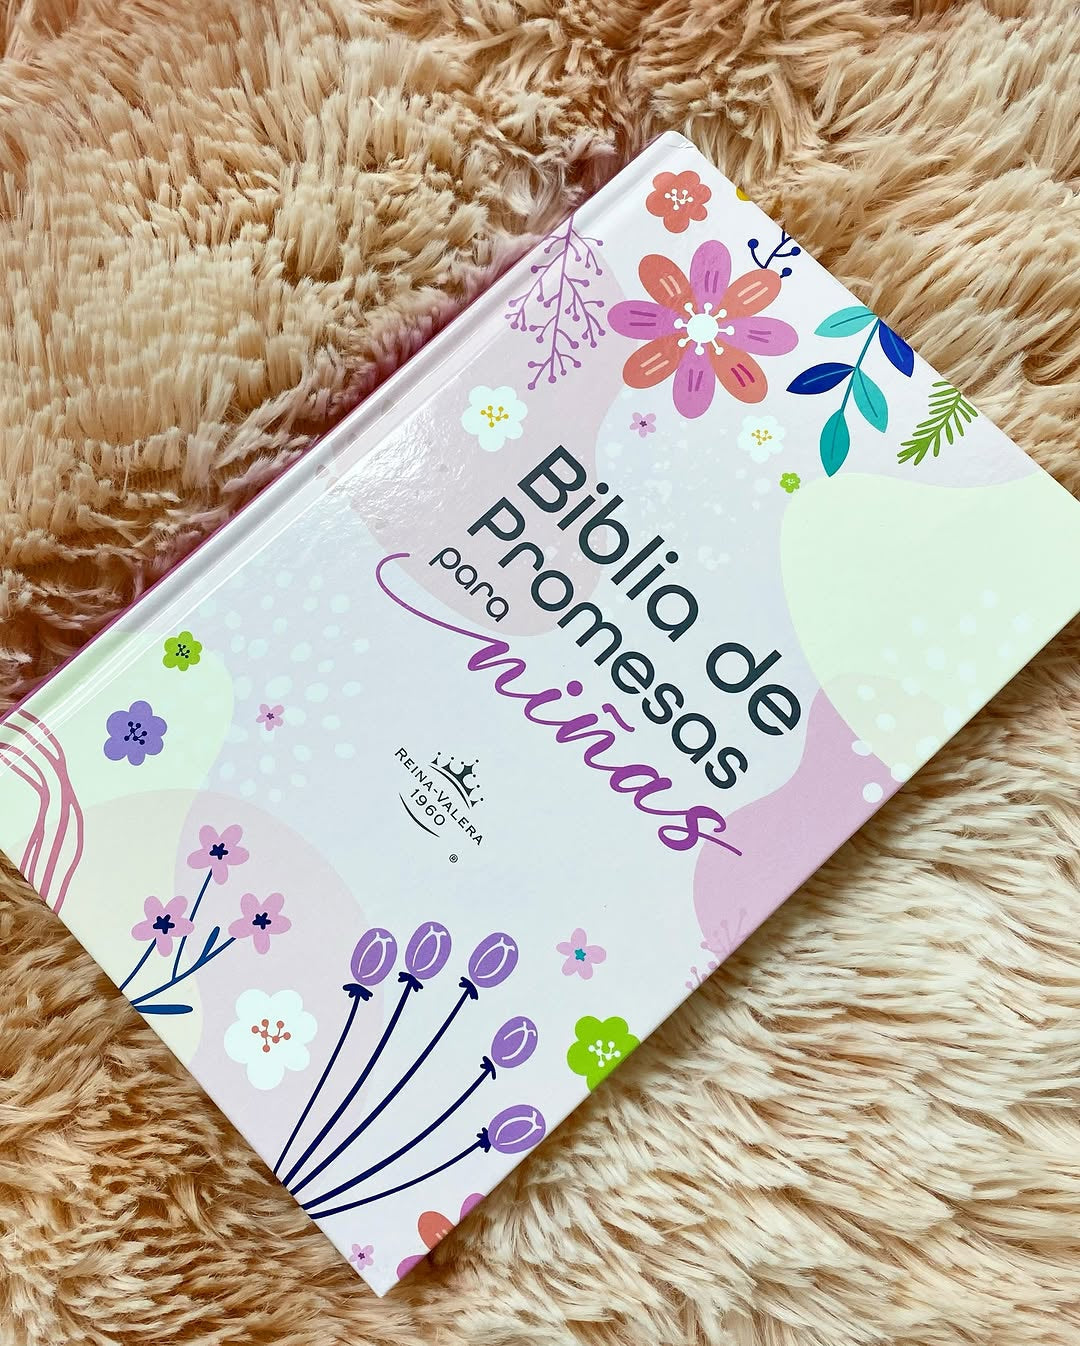 Biblia de
Promesas
para
niñas
REINA-VALERA
1960
®